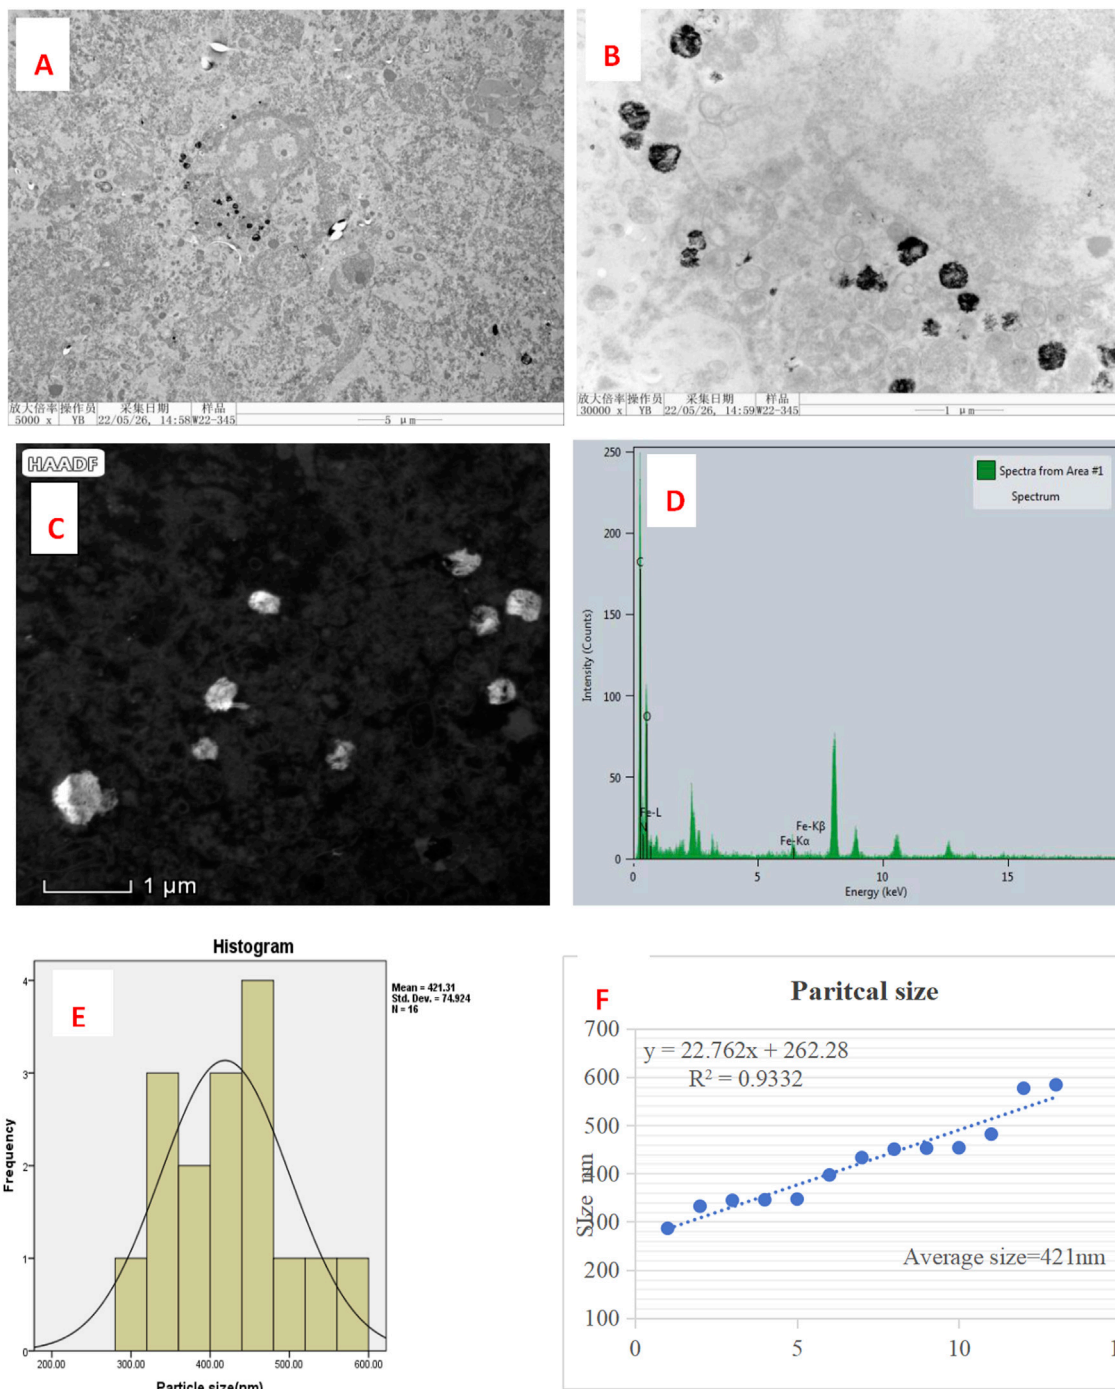 A
放大倍率 操作员 采集日期 样品
5000 x YB 22/05/26, 14:58 W22-345 5 μm
B
放大倍率 操作员 采集日期 样品
30000 x YB 22/05/26, 14:59 W22-345 1 μm
HAADF
C
1 μm
D
Spectra from Area #1
Spectrum
Intensity (Counts)
250
200
150
100
50
0
C
O
Fe-L
N
Fe-Kβ
Fe-Kα
0 5 10 15
Energy (keV)
Histogram
E
Mean = 421.31
Std. Dev. = 74.924
N = 16
Frequency
4
3
2
1
0
200.00 300.00 400.00 500.00 600.00
Particle size(nm)
F
Paritcal size
y = 22.762x + 262.28
R² = 0.9332
SIze nm
700
600
500
400
300
200
100
Average size=421nm
0 5 10 1